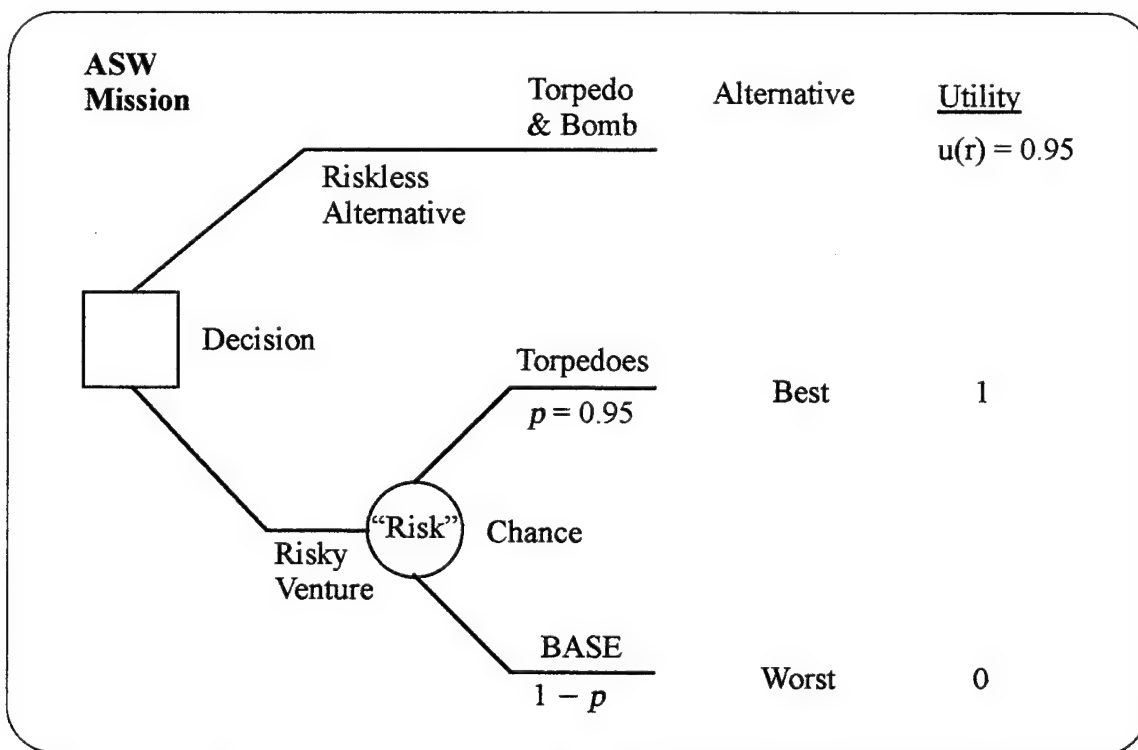 ASW
Mission
Torpedo
& Bomb
Alternative
Utility
u(r) = 0.95
Riskless
Alternative
Decision
Torpedoes
p = 0.95
Best
1
"Risk"
Chance
Risky
Venture
BASE
1 − p
Worst
0